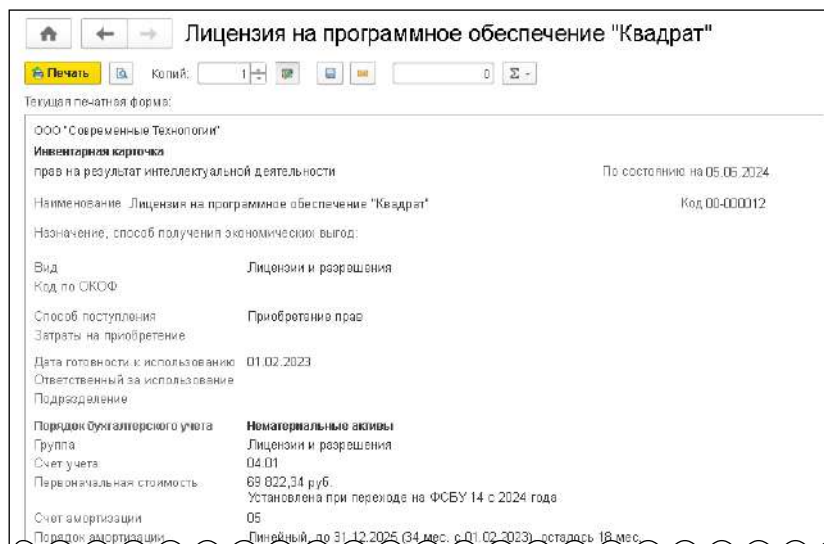 Лицензия на программное обеспечение "Квадрат"
Печать Копий: 1 0 Σ
Текущая печатная форма:
ООО "Современные Технологии"
Инвентарная карточка
прав на результат интеллектуальной деятельности По состоянию на 05.06.2024
Наименование Лицензия на программное обеспечение "Квадрат" Код 00-000012
Назначение, способ получения экономических выгод:
Вид Лицензии и разрешения
Код по ОКОФ
Способ поступления Приобретение прав
Затраты на приобретение
Дата готовности к использованию 01.02.2023
Ответственный за использование
Подразделение
Порядок бухгалтерского учета Нематериальные активы
Группа Лицензии и разрешения
Счет учета 04.01
Первоначальная стоимость 69 822,34 руб.
Установлена при переходе на ФСБУ 14 с 2024 года
Счет амортизации 05
Порядок амортизации Линейный, до 31.12.2025 (34 мес. с 01.02.2023), осталось 18 мес.